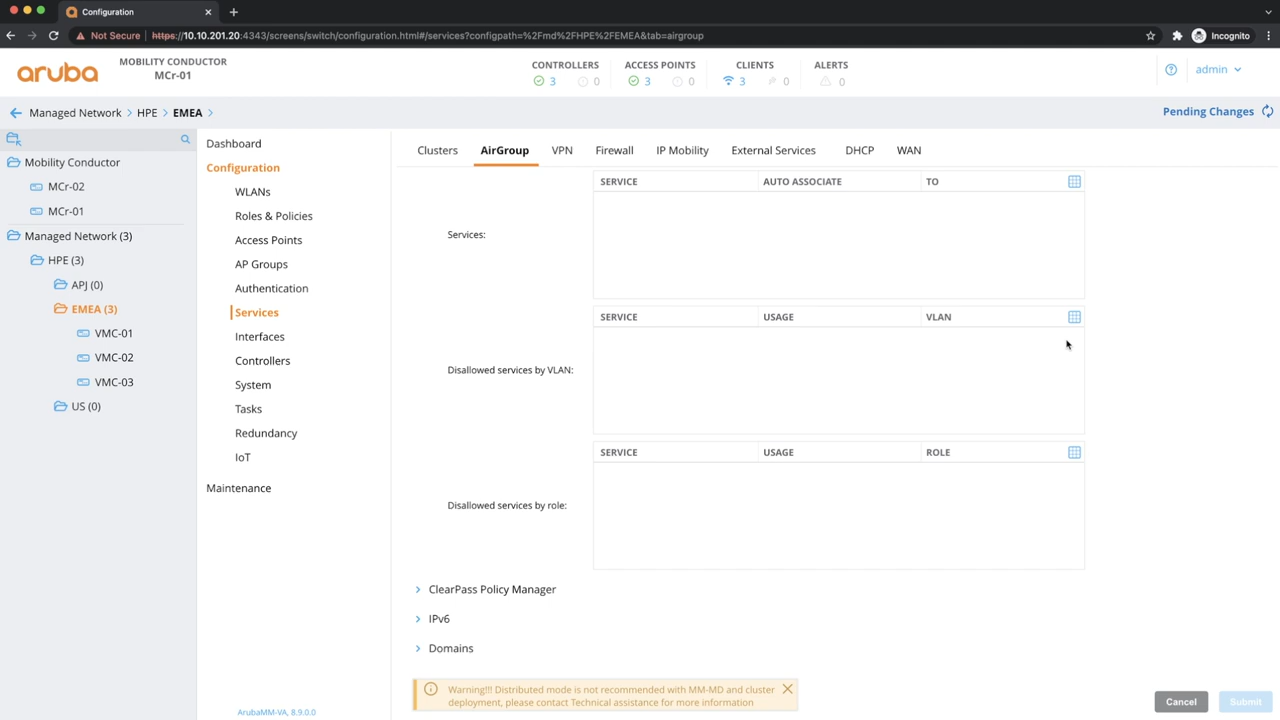 Configuration
Not Secure
https://10.10.201.20:4343/screens/switch/configuration.html#/services?configpath=%2Fmd%2FHPE%2FEMEA&tab=airgroup
Incognito
aruba
MOBILITY CONDUCTOR
MCr-01
CONTROLLERS
3 0
ACCESS POINTS
3 0
CLIENTS
3 0
ALERTS
0
admin
Managed Network > HPE > EMEA >
Pending Changes
Mobility Conductor
MCr-02
MCr-01
Managed Network (3)
HPE (3)
APJ (0)
EMEA (3)
VMC-01
VMC-02
VMC-03
US (0)
Dashboard
Configuration
WLANs
Roles & Policies
Access Points
AP Groups
Authentication
Services
Interfaces
Controllers
System
Tasks
Redundancy
IoT
Maintenance
ArubaMM-VA, 8.9.0.0
Clusters AirGroup VPN Firewall IP Mobility External Services DHCP WAN
SERVICE AUTO ASSOCIATE TO
Services:
SERVICE USAGE VLAN
Disallowed services by VLAN:
SERVICE USAGE ROLE
Disallowed services by role:
ClearPass Policy Manager
IPv6
Domains
Warning!!! Distributed mode is not recommended with MM-MD and cluster
deployment, please contact Technical assistance for more information
Cancel
Submit